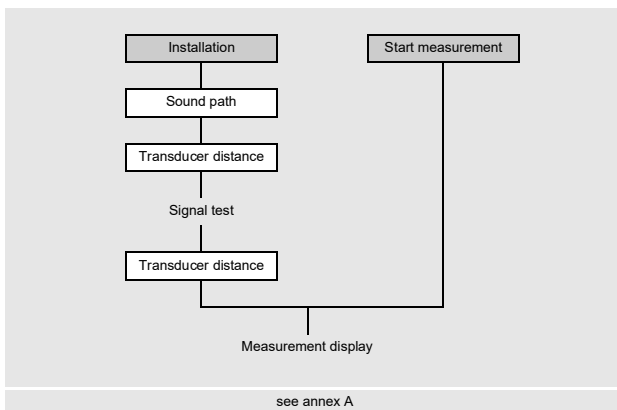 Installation
Start measurement
Sound path
Transducer distance
Signal test
Transducer distance
Measurement display
see annex A